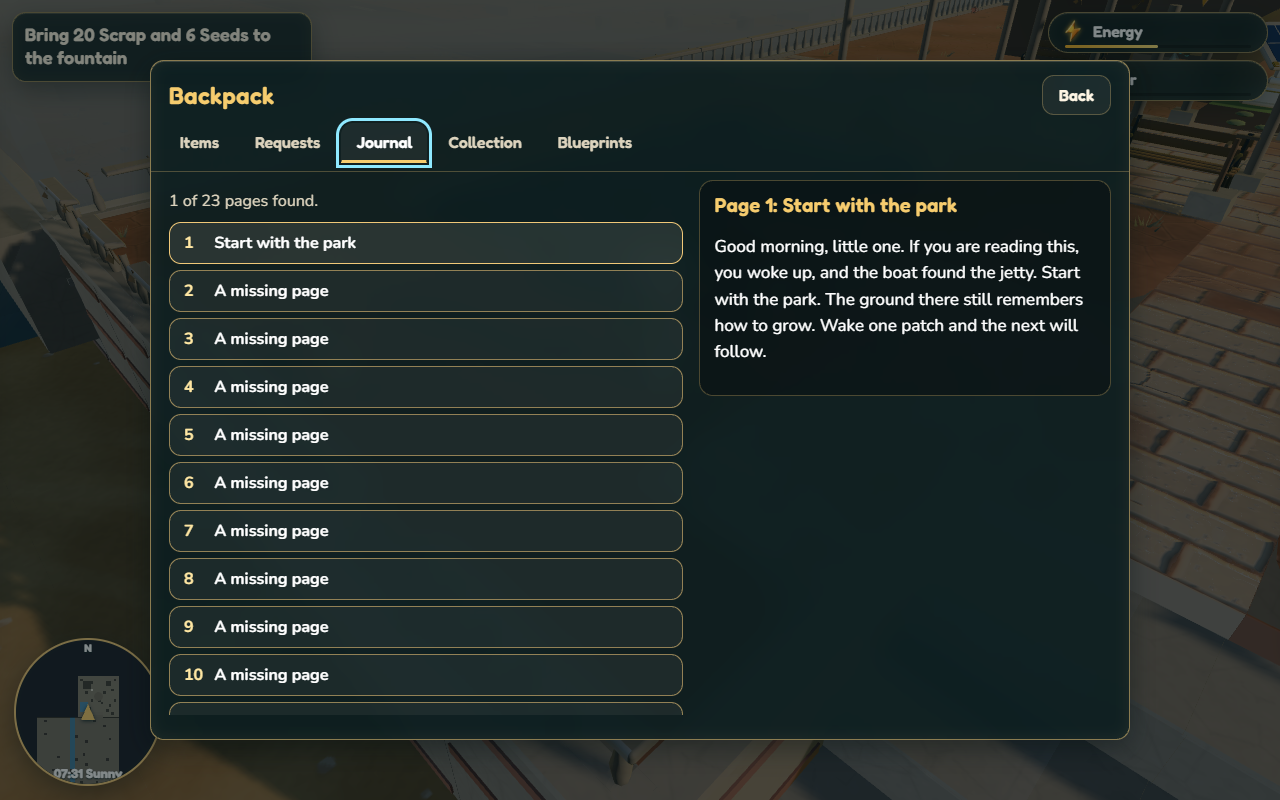 Bring 20 Scrap and 6 Seeds to
the fountain
Energy
Backpack
Back
Items
Requests
Journal
Collection
Blueprints
1 of 23 pages found.
1 Start with the park
2 A missing page
3 A missing page
4 A missing page
5 A missing page
6 A missing page
7 A missing page
8 A missing page
9 A missing page
10 A missing page
Page 1: Start with the park
Good morning, little one. If you are reading this,
you woke up, and the boat found the jetty. Start
with the park. The ground there still remembers
how to grow. Wake one patch and the next will
follow.
N
07:31 Sunny